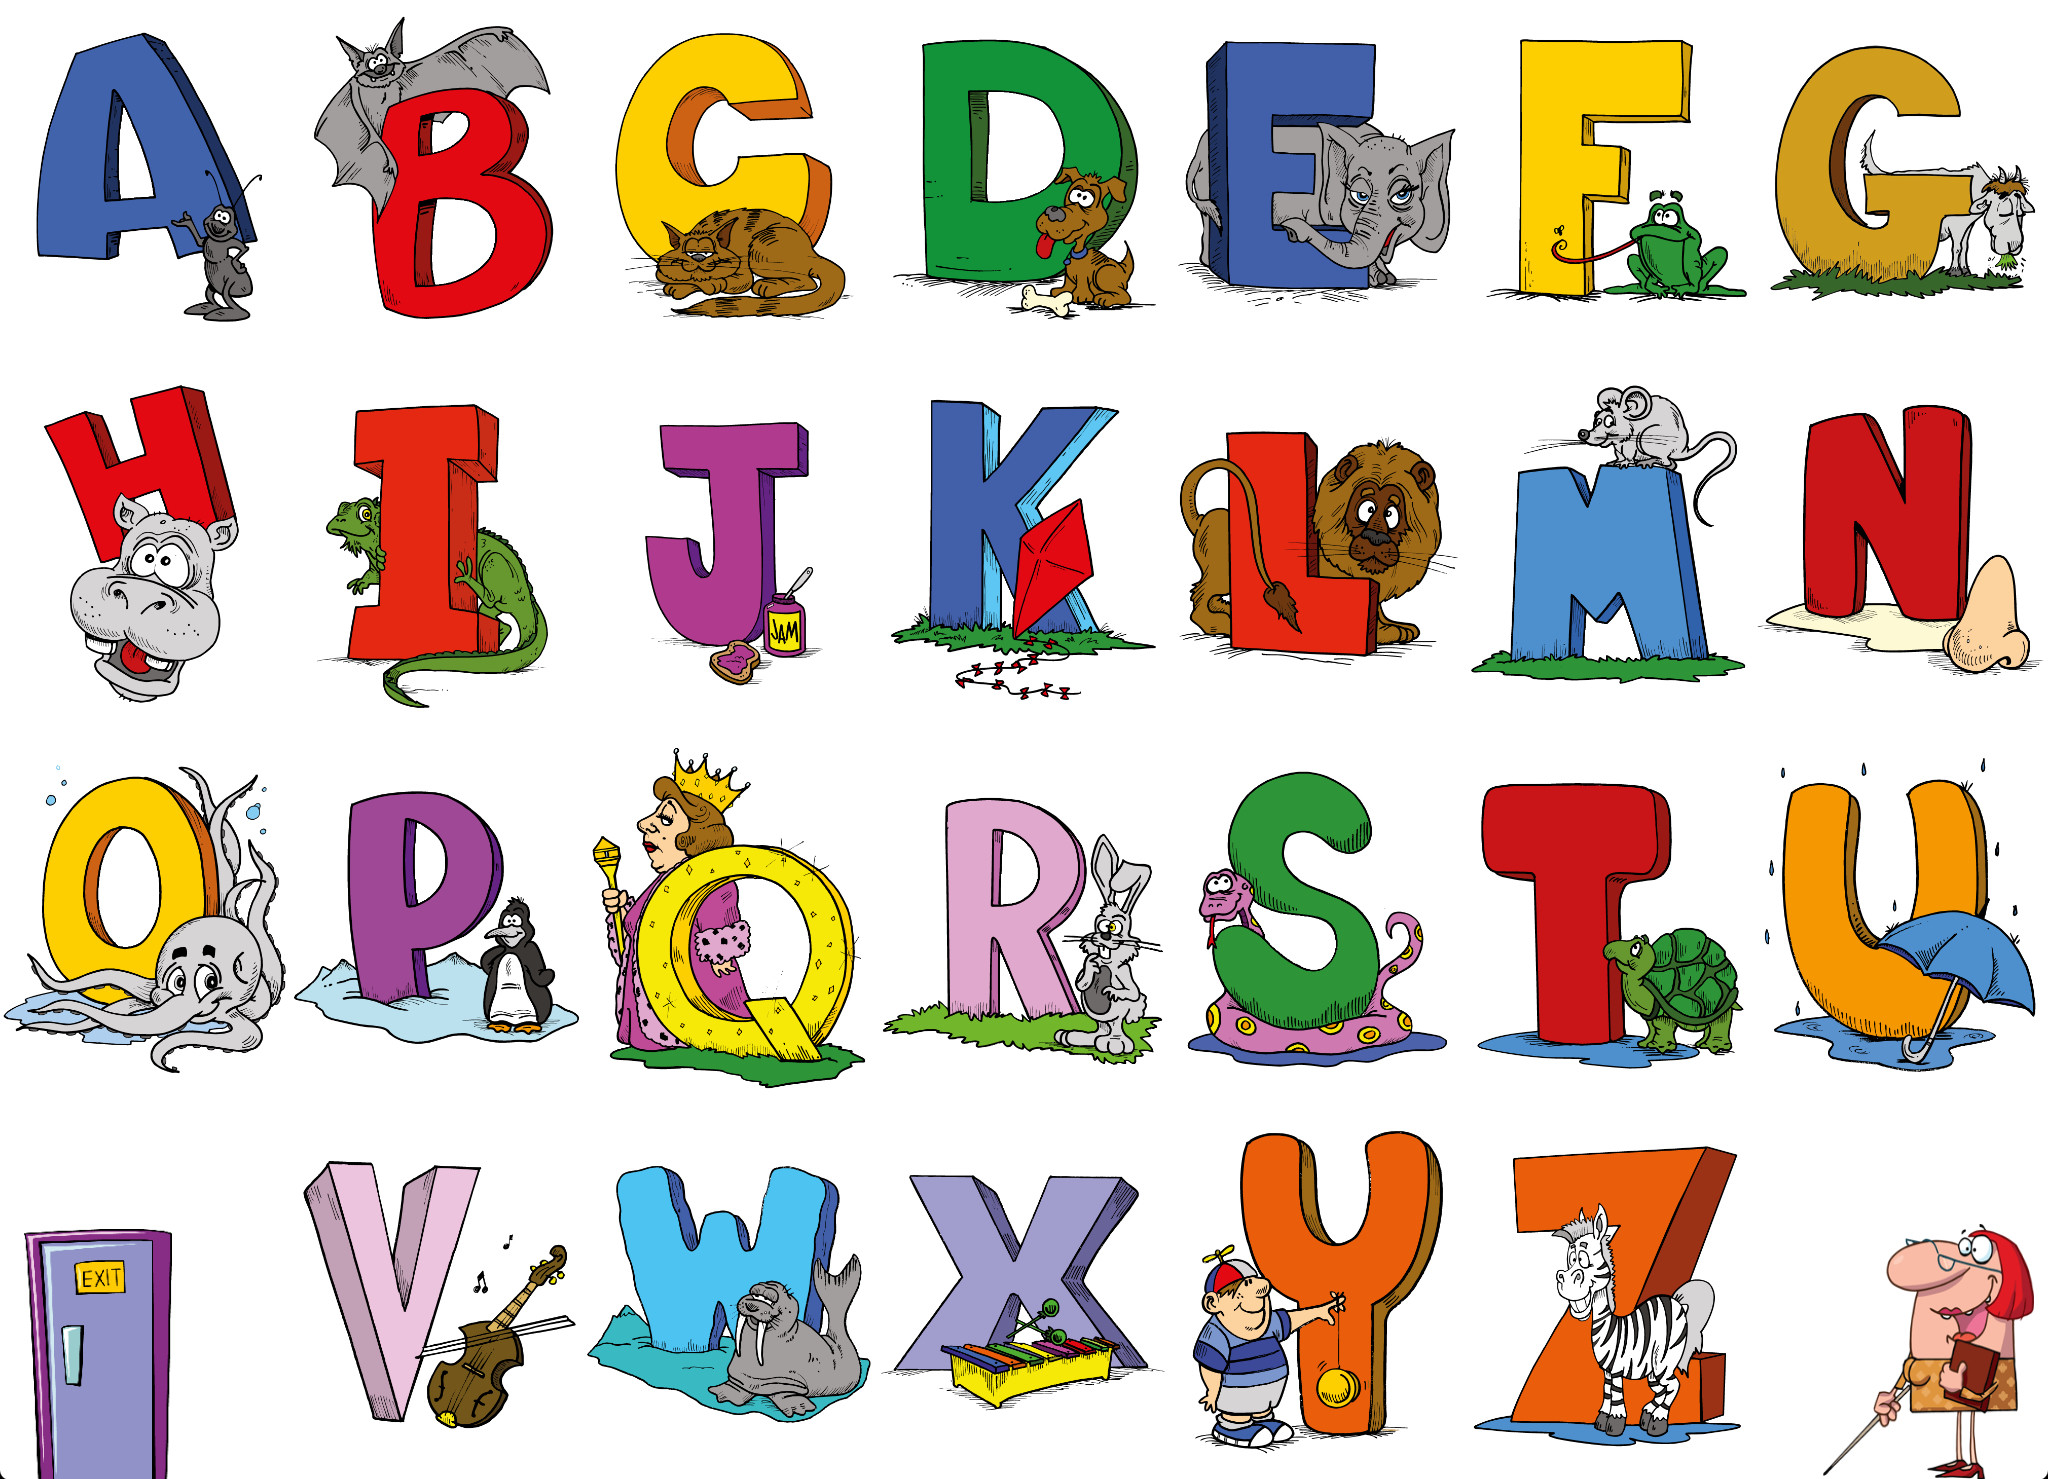 A B C D E F G
H I J K L M N
JAM
O P Q R S T U
V W X Y Z
EXIT